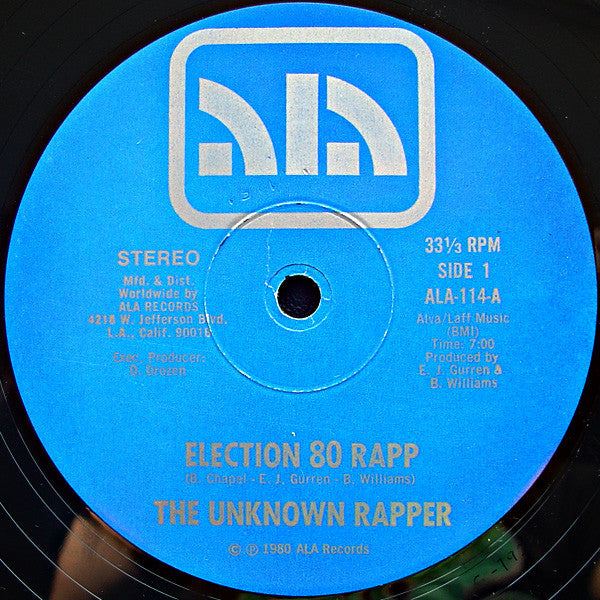 ALA
STEREO
Mfd. & Dist.
Worldwide by
ALA RECORDS
4218 W. Jefferson Blvd.
L.A., Calif. 90018
Exec. Producer:
D. Drozen
33⅓ RPM
SIDE 1
ALA-114-A
Alva/Laff Music
(BMI)
Time: 7:00
Produced by
E. J. Gurren &
B. Williams
ELECTION 80 RAPP
(B. Chapel - E. J. Gurren - B. Williams)
THE UNKNOWN RAPPER
© ℗ 1980 ALA Records